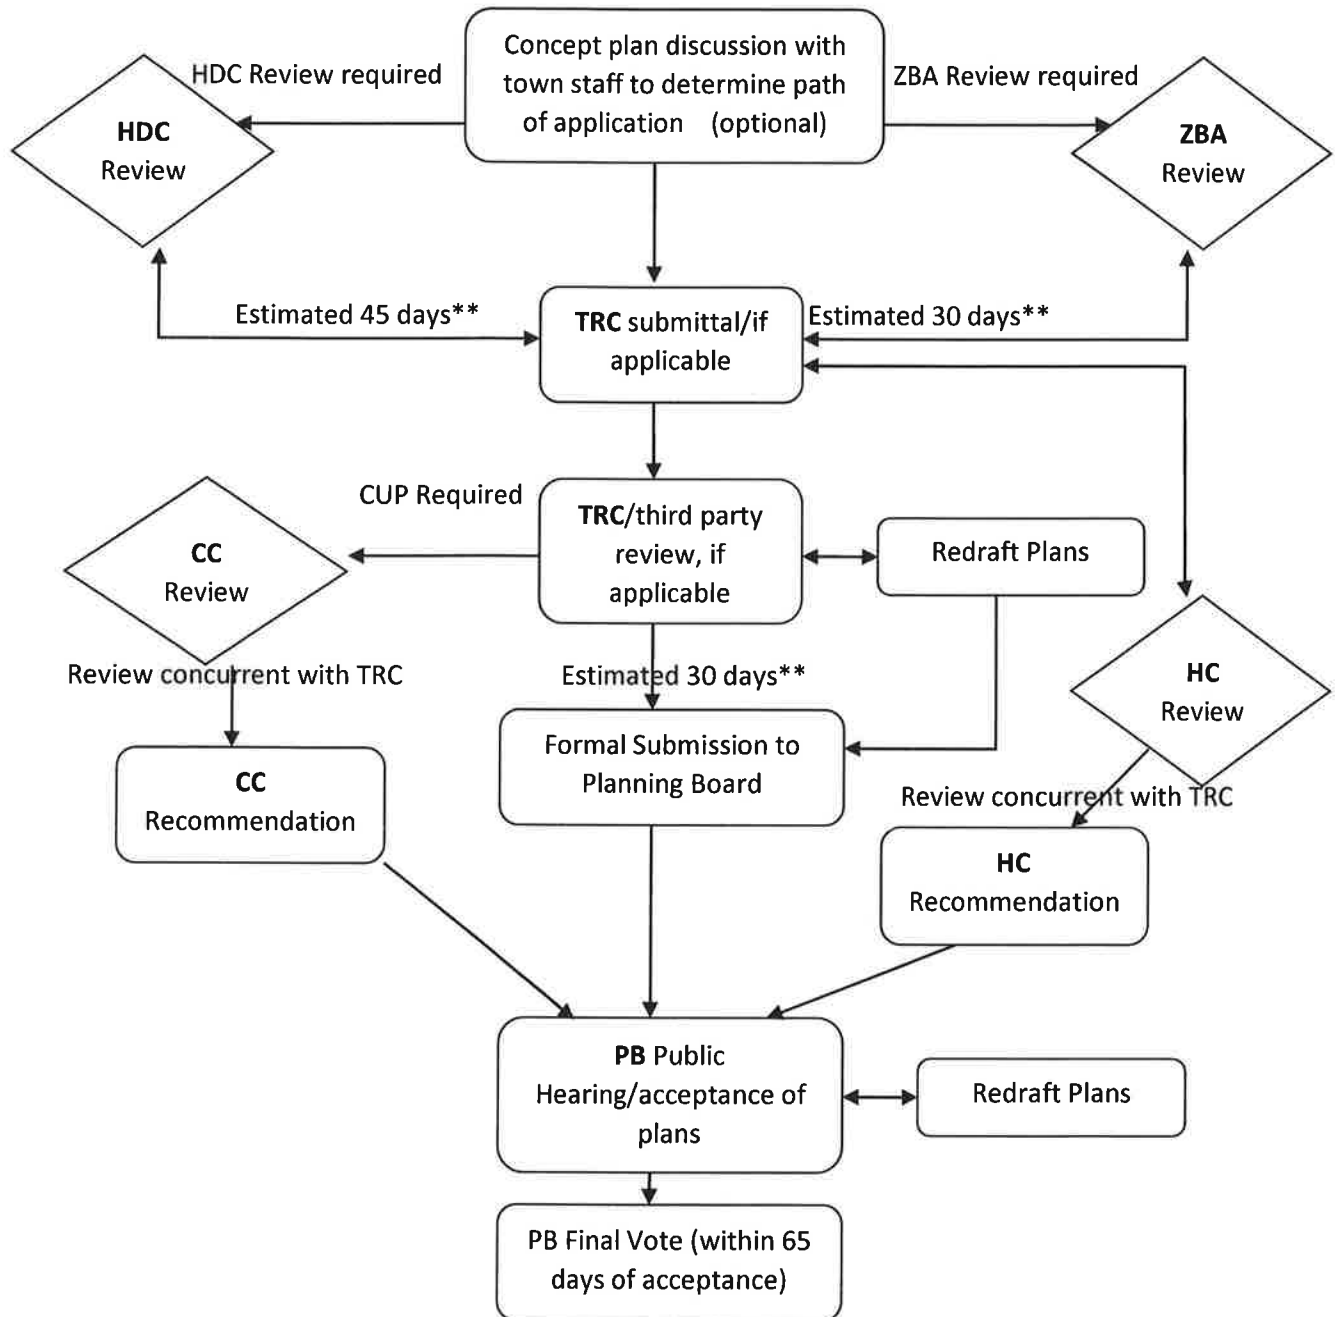 Concept plan discussion with
town staff to determine path
of application (optional)
HDC Review required
ZBA Review required
HDC
Review
ZBA
Review
Estimated 45 days**
TRC submittal/if
applicable
Estimated 30 days**
CUP Required
TRC/third party
review, if
applicable
Redraft Plans
CC
Review
Review concurrent with TRC
Estimated 30 days**
HC
Review
Formal Submission to
Planning Board
CC
Recommendation
Review concurrent with TRC
HC
Recommendation
PB Public
Hearing/acceptance of
plans
Redraft Plans
PB Final Vote (within 65
days of acceptance)